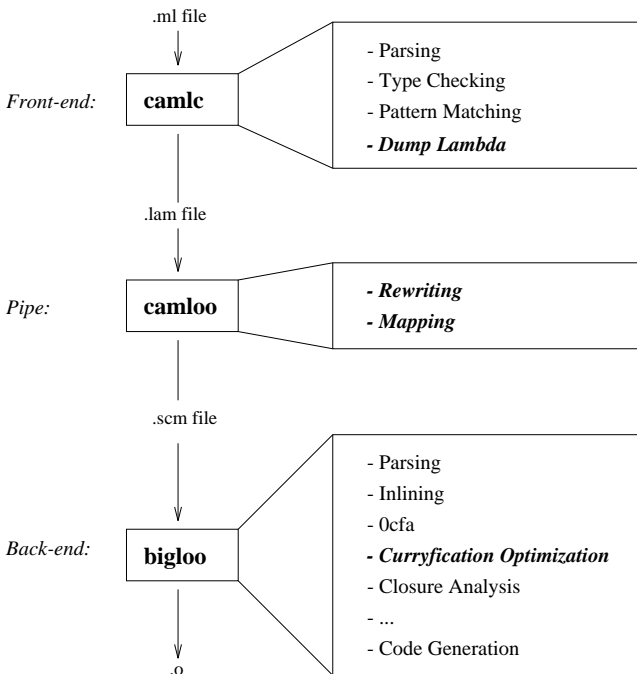 .ml file
- Parsing
- Type Checking
Front-end:
camlc
- Pattern Matching
- Dump Lambda
.lam file
Pipe:
camloo
- Rewriting
- Mapping
.scm file
- Parsing
- Inlining
- 0cfa
Back-end:
bigloo
- Curryfication Optimization
- Closure Analysis
- ...
- Code Generation
.o